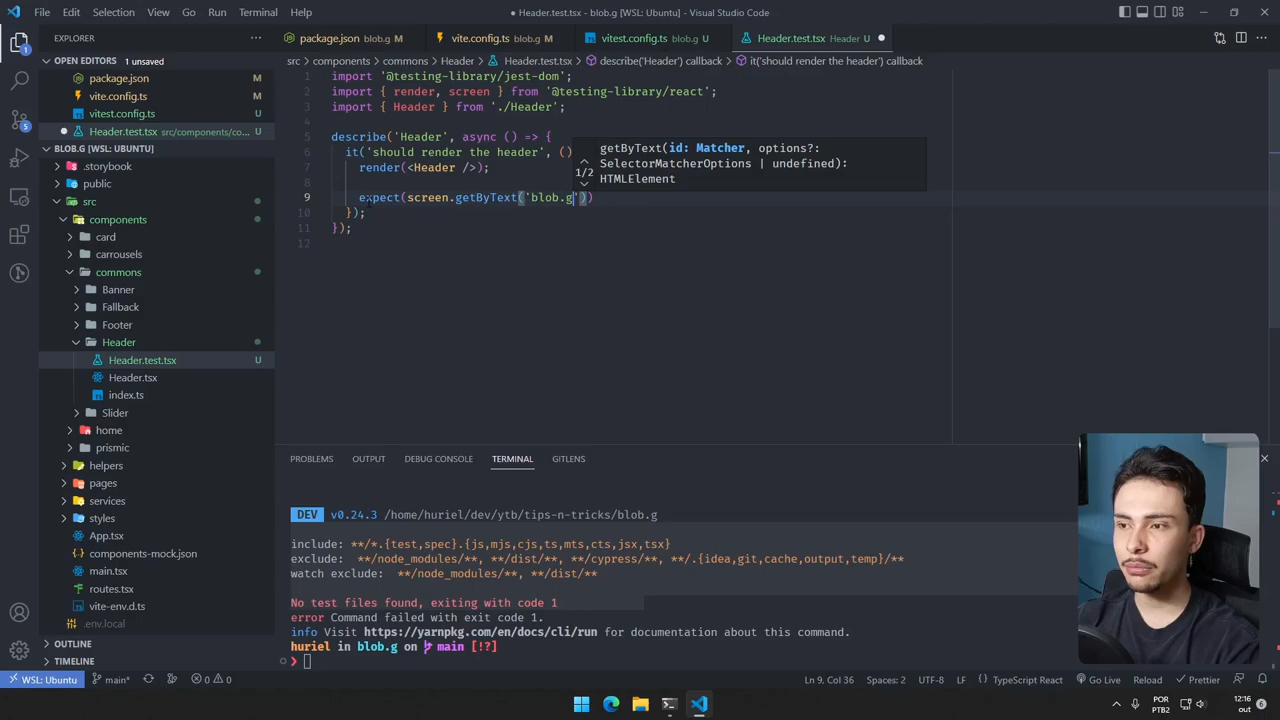 File Edit Selection View Go Run Terminal Help
● Header.test.tsx - blob.g [WSL: Ubuntu] - Visual Studio Code
EXPLORER
package.json blob.g M
vite.config.ts blob.g M
vitest.config.ts blob.g U
Header.test.tsx Header U
src > components > commons > Header > Header.test.tsx > describe('Header') callback > it('should render the header') callback
OPEN EDITORS 1 unsaved
package.json M
vite.config.ts M
vitest.config.ts U
Header.test.tsx src/components/co... U
BLOB.G [WSL: UBUNTU]
.storybook
public
src
components
card
carrousels
commons
Banner
Fallback
Footer
Header
Header.test.tsx U
Header.tsx
index.ts
Slider
home
prismic
helpers
pages
services
styles
App.tsx
components-mock.json
main.tsx
routes.tsx
vite-env.d.ts
.env.local
OUTLINE
TIMELINE
1 import '@testing-library/jest-dom';
2 import { render, screen } from '@testing-library/react';
3 import { Header } from './Header';
4
5 describe('Header', async () => {
6 it('should render the header', ()
7 render(<Header />);
8
9 expect(screen.getByText('blob.g'))
10 });
11 });
12
1/2
getByText(id: Matcher, options?:
SelectorMatcherOptions | undefined):
HTMLElement
PROBLEMS OUTPUT DEBUG CONSOLE TERMINAL GITLENS
DEV v0.24.3 /home/huriel/dev/ytb/tips-n-tricks/blob.g
include: **/*.{test,spec}.{js,mjs,cjs,ts,mts,cts,jsx,tsx}
exclude: **/node_modules/**, **/dist/**, **/cypress/**, **/.{idea,git,cache,output,temp}/**
watch exclude: **/node_modules/**, **/dist/**
No test files found, exiting with code 1
error Command failed with exit code 1.
info Visit https://yarnpkg.com/en/docs/cli/run for documentation about this command.
huriel in blob.g on main [!?]
❯
WSL: Ubuntu main* 0 0 Ln 9, Col 36 Spaces: 2 UTF-8 LF TypeScript React Go Live Reload Prettier
POR
PTB2
12:16
out